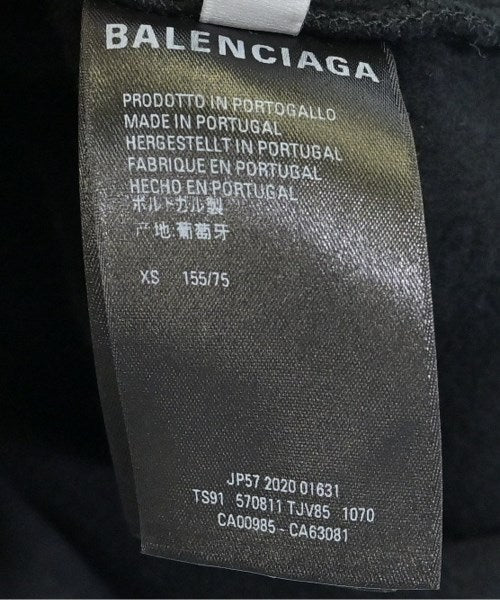 BALENCIAGA
PRODOTTO IN PORTOGALLO
MADE IN PORTUGAL
HERGESTELLT IN PORTUGAL
FABRIQUE EN PORTUGAL
HECHO EN PORTUGAL
ポルトガル製
产地:葡萄牙
XS 155/75
JP57 2020 01631
TS91 570811 TJV85 1070
CA00985 - CA63081